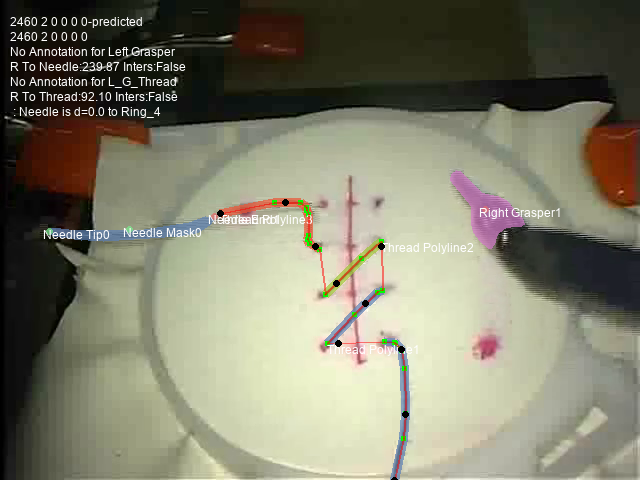 2460 2 0 0 0 0-predicted
2460 2 0 0 0 0
No Annotation for Left Grasper
R To Needle:239.87 Inters:False
No Annotation for L_G_Thread
R To Thread:92.10 Inters:False
: Needle is d=0.0 to Ring_4
Right Grasper1
Polyline3
Needle Tip0 Needle Mask0
Thread Polyline2
Thread Polyline1